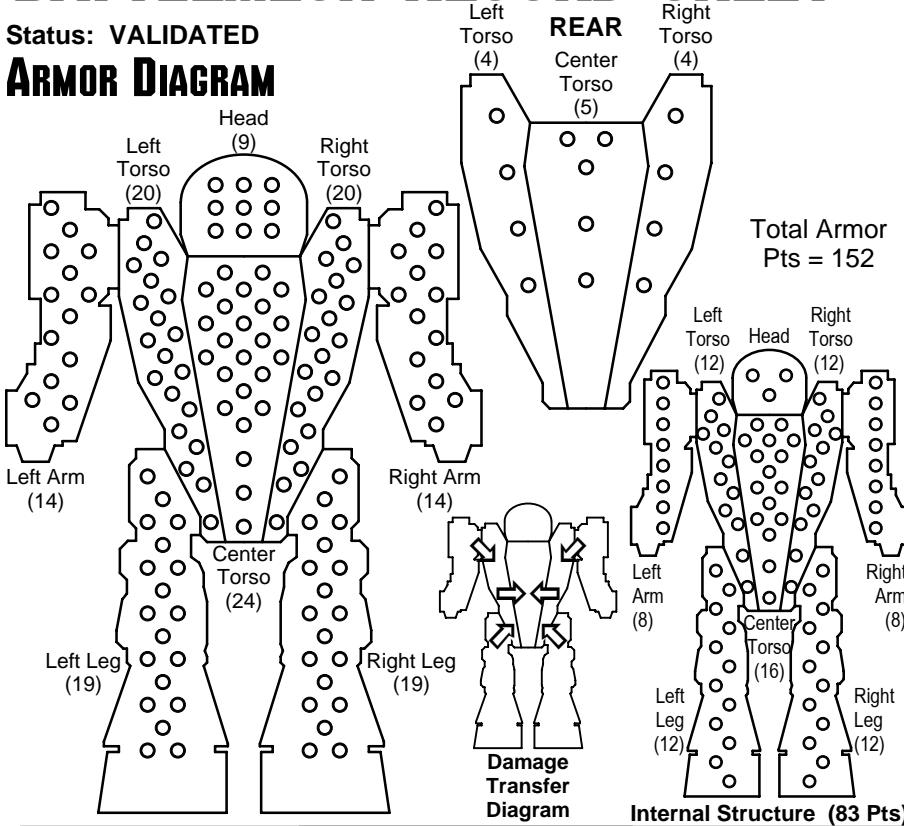 Status: VALIDATED
ARMOR DIAGRAM
Head
(9)
Left
Torso
(20)
Right
Torso
(20)
Left Arm
(14)
Right Arm
(14)
Center
Torso
(24)
Left Leg
(19)
Right Leg
(19)
REAR
Left
Torso
(4)
Center
Torso
(5)
Right
Torso
(4)
Total Armor
Pts = 152
Left
Torso
(12)
Head
Right
Torso
(12)
Left
Arm
(8)
Right
Arm
(8)
Center
Torso
(16)
Left
Leg
(12)
Right
Leg
(12)
Damage
Transfer
Diagram
Internal Structure (83 Pts)